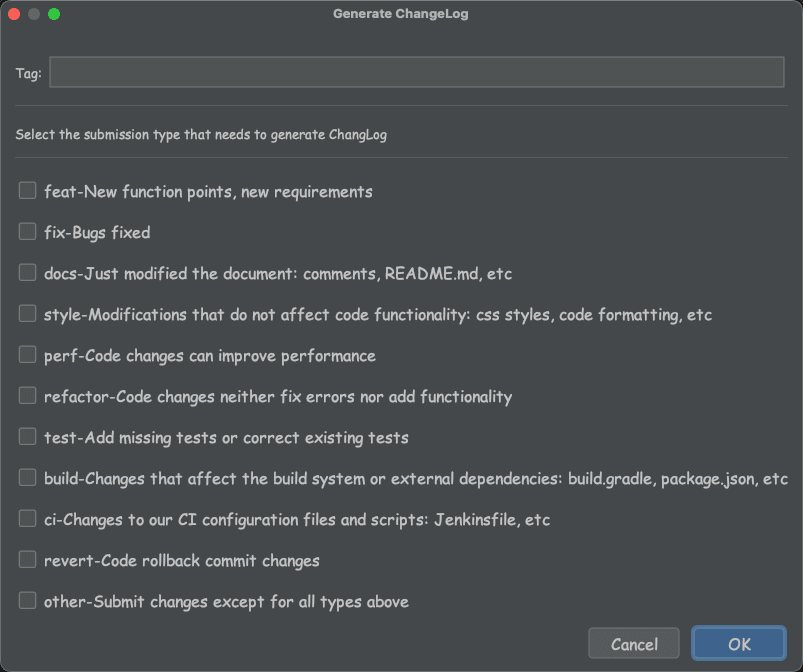 Generate ChangeLog
Tag:
Select the submission type that needs to generate ChangLog
feat-New function points, new requirements
fix-Bugs fixed
docs-Just modified the document: comments, README.md, etc
style-Modifications that do not affect code functionality: css styles, code formatting, etc
perf-Code changes can improve performance
refactor-Code changes neither fix errors nor add functionality
test-Add missing tests or correct existing tests
build-Changes that affect the build system or external dependencies: build.gradle, package.json, etc
ci-Changes to our CI configuration files and scripts: Jenkinsfile, etc
revert-Code rollback commit changes
other-Submit changes except for all types above
Cancel OK